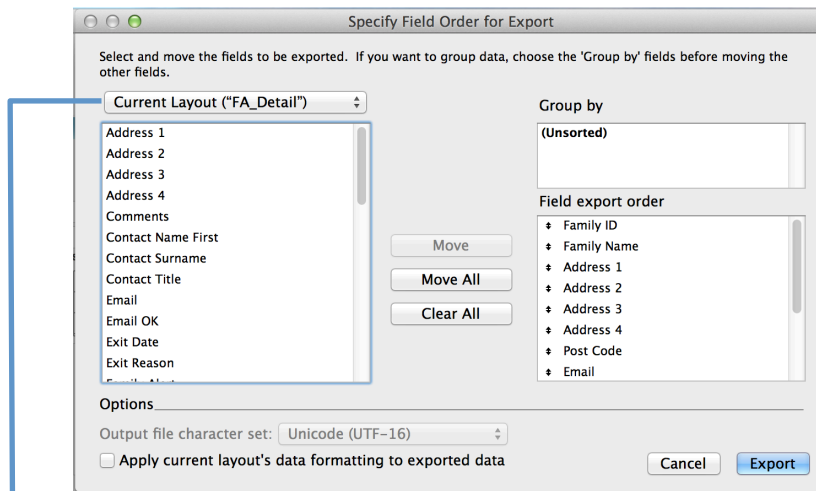 Specify Field Order for Export
Select and move the fields to be exported. If you want to group data, choose the 'Group by' fields before moving the
other fields.
Current Layout ("FA_Detail")
Address 1
Address 2
Address 3
Address 4
Comments
Contact Name First
Contact Surname
Contact Title
Email
Email OK
Exit Date
Exit Reason
Move
Move All
Clear All
Group by
(Unsorted)
Field export order
Family ID
Family Name
Address 1
Address 2
Address 3
Address 4
Post Code
Email
Options
Output file character set: Unicode (UTF-16)
Apply current layout's data formatting to exported data
Cancel
Export